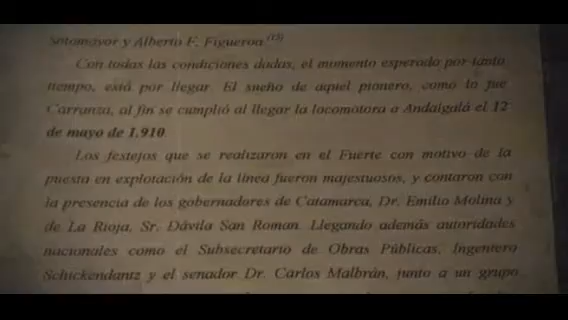 Sotomayor y Alberto F. Figueroa (15)
Con todas las condiciones dadas, el momento esperado por tanto
tiempo, está por llegar. El sueño de aquel pionero, como lo fue
Carranza, al fin se cumplió al llegar la locomotora a Andalgalá el 12
de mayo de 1.910.
Los festejos que se realizaron en el Fuerte con motivo de la
puesta en explotación de la línea fueron majestuosos, y contaron con
la presencia de los gobernadores de Catamarca, Dr. Emilio Molina y
de La Rioja, Sr. Dávila San Roman. Llegando además autoridades
nacionales como el Subsecretario de Obras Públicas, Ingeniero
Schickendantz y el senador Dr. Carlos Malbrán, junto a un grupo